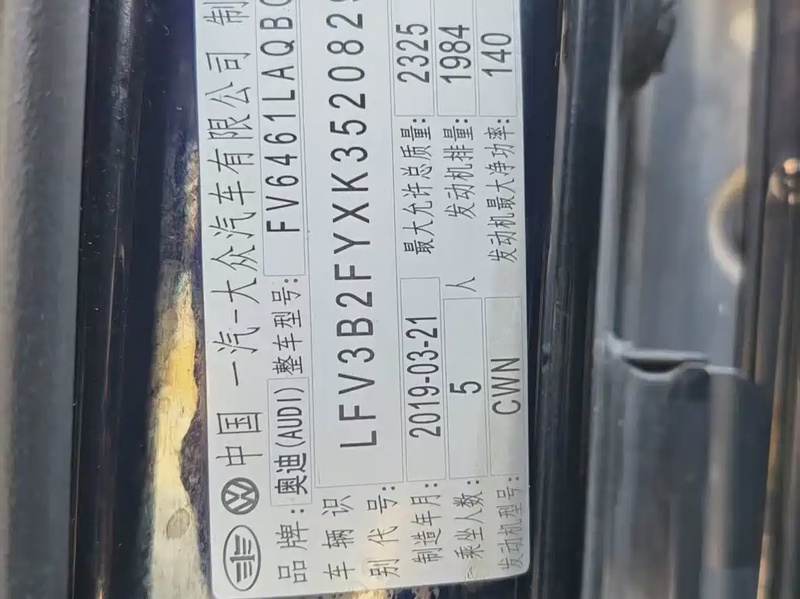 中国 一汽-大众汽车有限公司 制
品牌: 奥迪(AUDI) 整车型号: FV6461LAQBG
车辆识别代号: LFV3B2FYXK3520829
制造年月: 2019-03-21 最大允许总质量: 2325
乘坐人数: 5 人 发动机排量: 1984
发动机型号: CWN 发动机最大净功率: 140